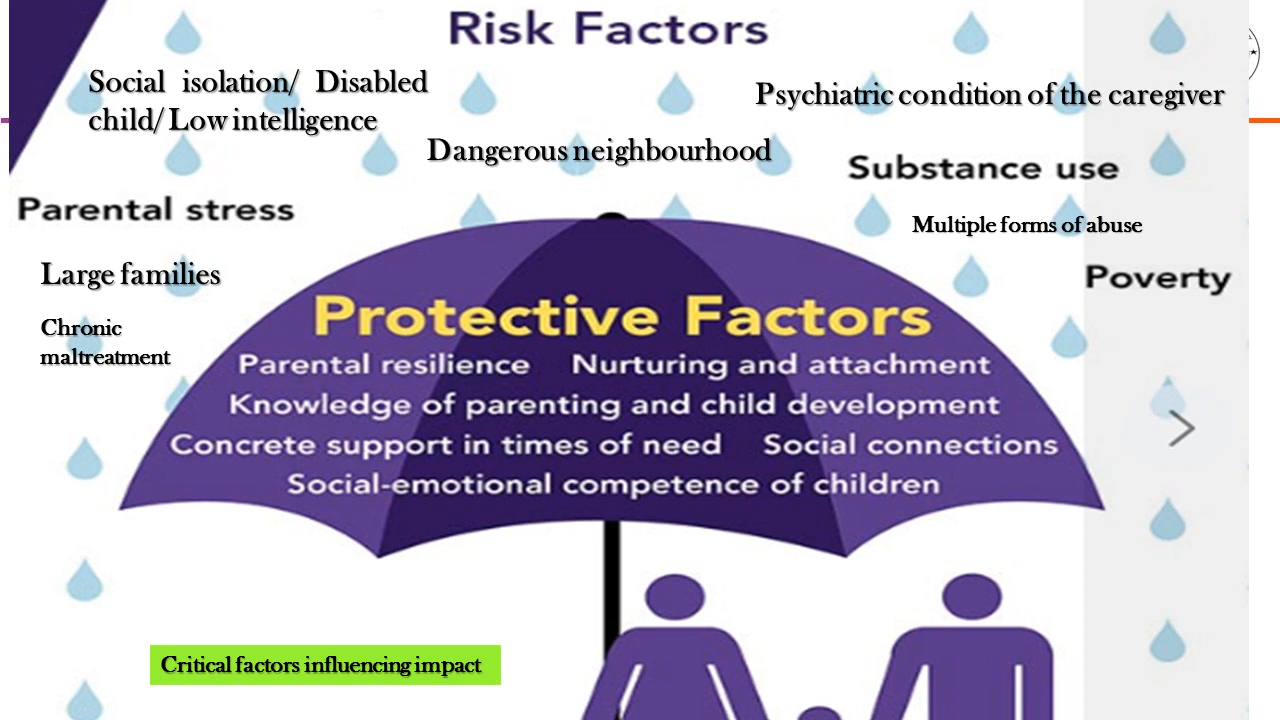 Risk Factors
Social isolation/ Disabled
child/ Low intelligence
Psychiatric condition of the caregiver
Dangerous neighbourhood
Substance use
Parental stress
Multiple forms of abuse
Large families
Poverty
Chronic
maltreatment
Protective Factors
Parental resilience Nurturing and attachment
Knowledge of parenting and child development
Concrete support in times of need Social connections
Social-emotional competence of children
Critical factors influencing impact